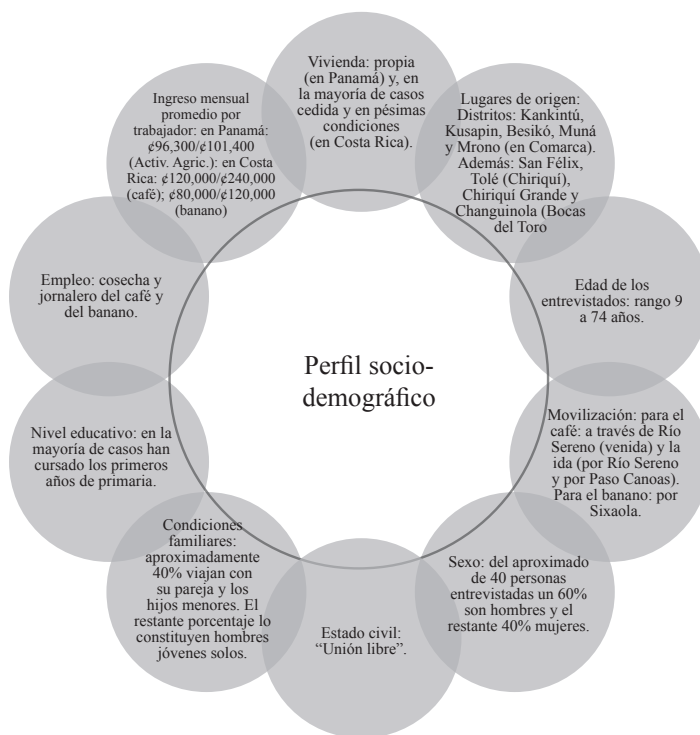 Vivienda: propia
(en Panamá) y, en
la mayoría de casos
cedida y en pésimas
condiciones
(en Costa Rica).
Lugares de origen:
Distritos: Kankintú,
Kusapin, Besikó, Muná
y Mrono (en Comarca).
Además: San Félix,
Tolé (Chiriquí),
Chiriquí Grande y
Changuinola (Bocas
del Toro
Edad de los
entrevistados: rango 9
a 74 años.
Movilización: para el
café: a través de Río
Sereno (venida) y la
ida (por Río Sereno
y por Paso Canoas).
Para el banano: por
Sixaola.
Sexo: del aproximado
de 40 personas
entrevistadas un 60%
son hombres y el
restante 40% mujeres.
Estado civil:
“Unión libre”.
Condiciones
familiares:
aproximadamente
40% viajan con
su pareja y los
hijos menores. El
restante porcentaje lo
constituyen hombres
jóvenes solos.
Nivel educativo: en la
mayoría de casos han
cursado los primeros
años de primaria.
Empleo: cosecha y
jornalero del café y
del banano.
Ingreso mensual
promedio por
trabajador: en Panamá:
¢96,300/¢101,400
(Activ. Agric.): en Costa
Rica: ¢120,000/¢240,000
(café); ¢80,000/¢120,000
(banano)
Perfil socio-
demográfico